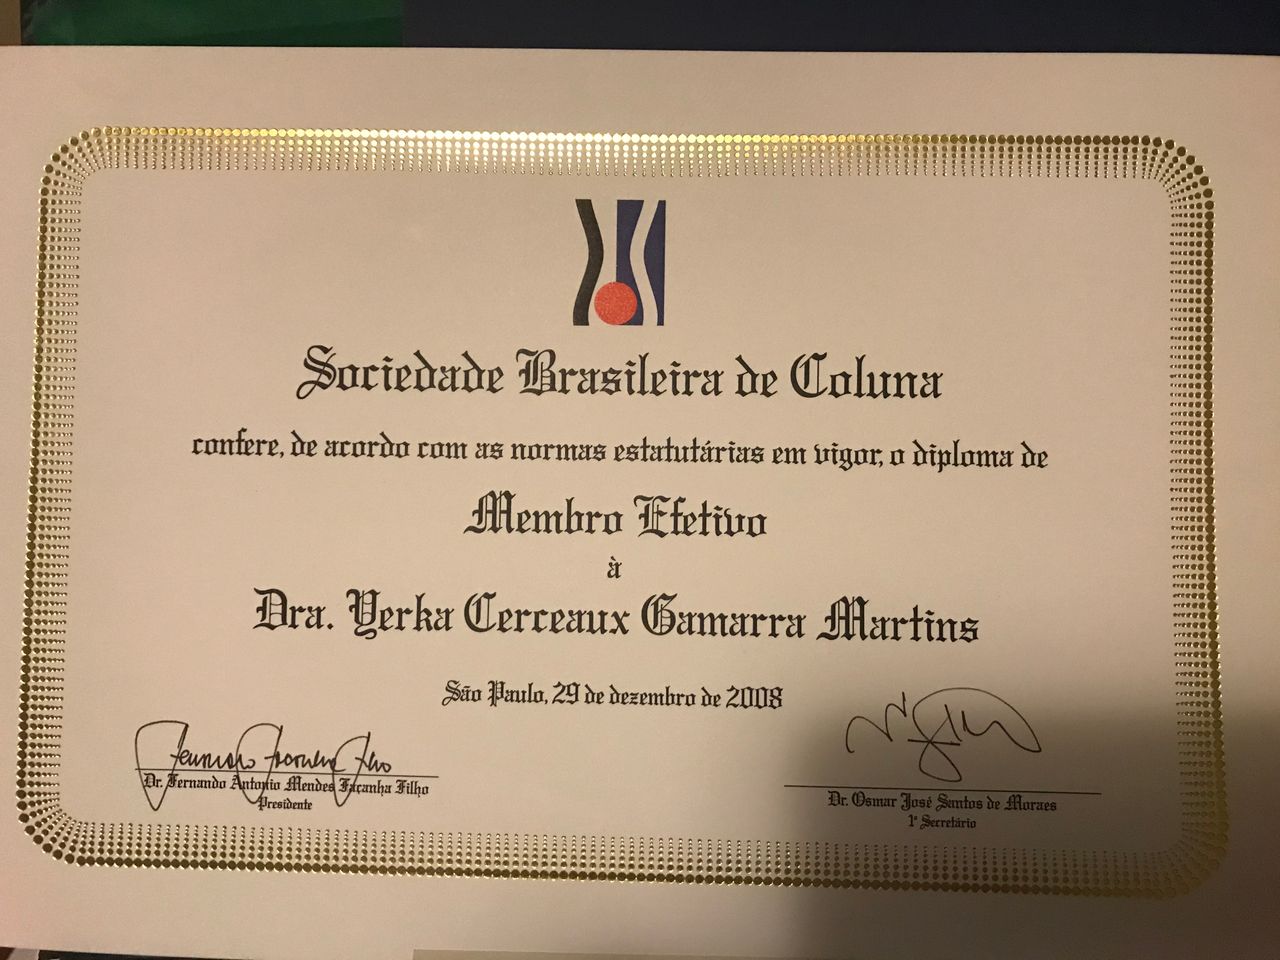 Sociedade Brasileira de Coluna
confere, de acordo com as normas estatutárias em vigor, o diploma de
Membro Efetivo
à
Dra. Yerka Cerceaux Gamarra Martins
São Paulo, 29 de dezembro de 2008
Dr. Fernando Antonio Mendes Façanha Filho
Presidente
Dr. Osmar José Santos de Moraes
1º Secretário